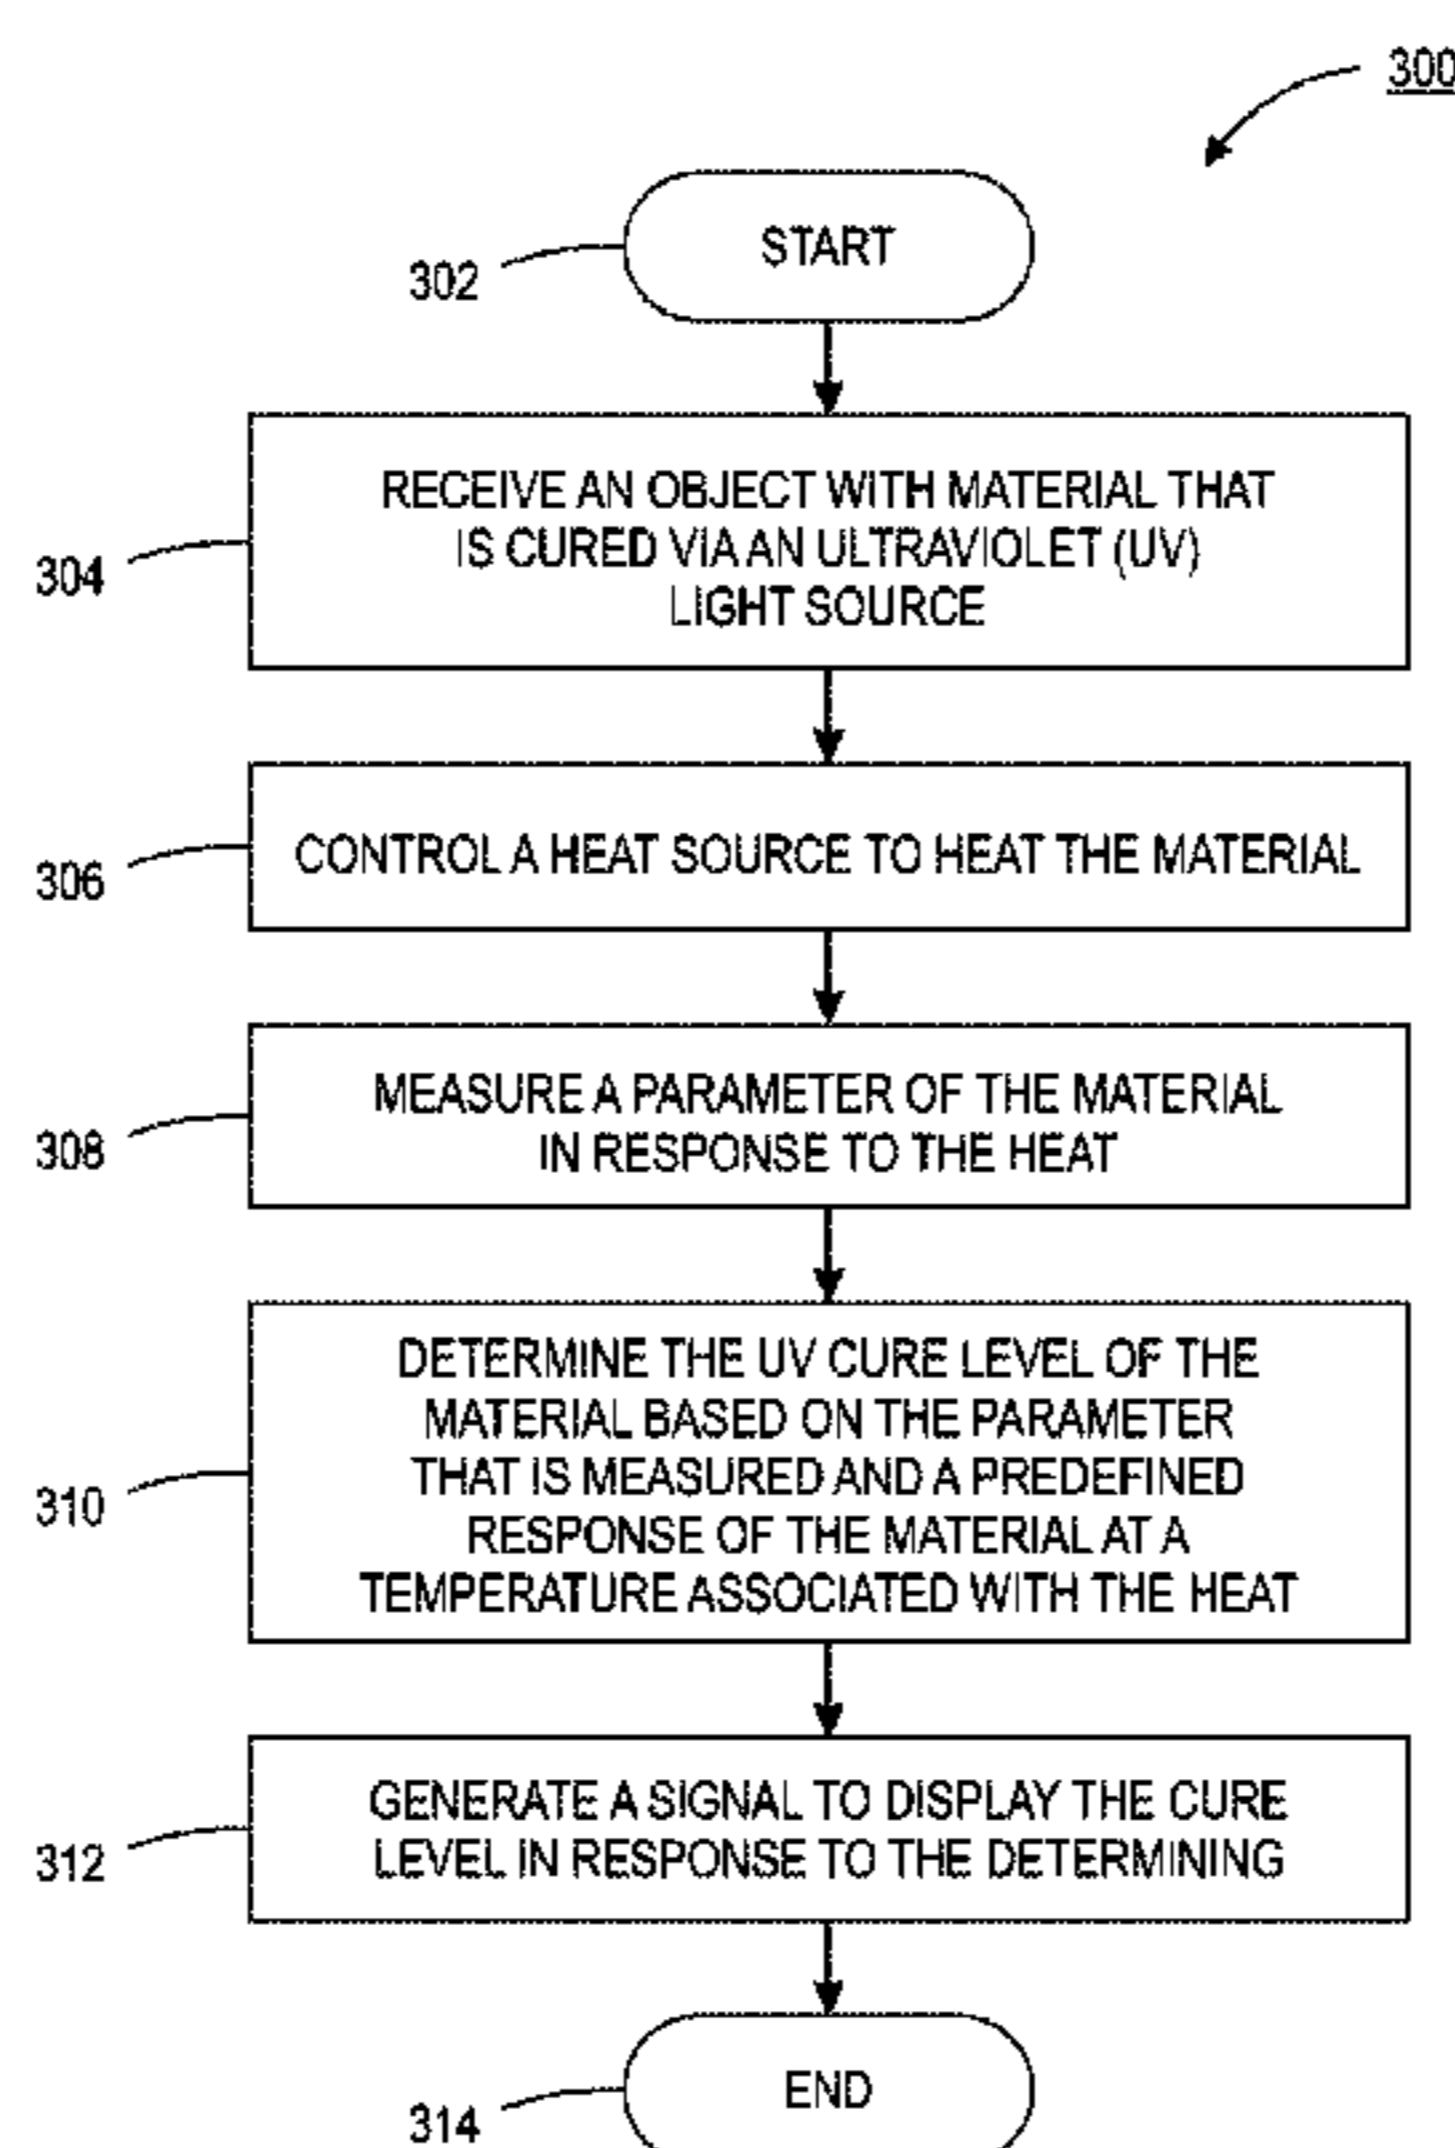 300
START
302
RECEIVE AN OBJECT WITH MATERIAL THAT
IS CURED VIA AN ULTRAVIOLET (UV)
LIGHT SOURCE
304
CONTROL A HEAT SOURCE TO HEAT THE MATERIAL
306
MEASURE A PARAMETER OF THE MATERIAL
IN RESPONSE TO THE HEAT
308
DETERMINE THE UV CURE LEVEL OF THE
MATERIAL BASED ON THE PARAMETER
THAT IS MEASURED AND A PREDEFINED
RESPONSE OF THE MATERIAL AT A
TEMPERATURE ASSOCIATED WITH THE HEAT
310
GENERATE A SIGNAL TO DISPLAY THE CURE
LEVEL IN RESPONSE TO THE DETERMINING
312
END
314